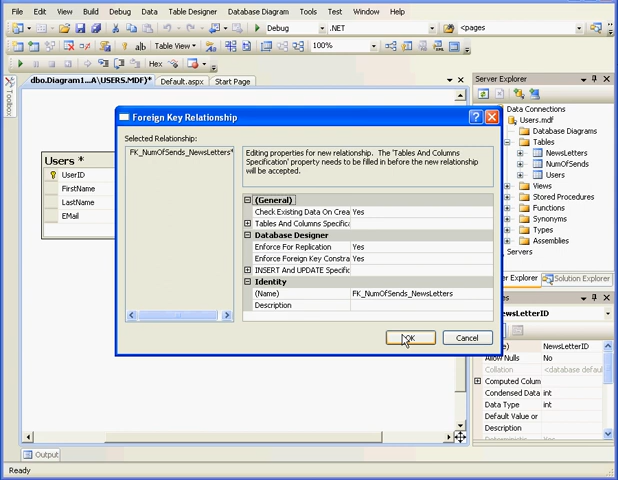 File Edit View Build Debug Data Table Designer Database Diagram Tools Test Window Help
Debug .NET <pages
Table View 100%
Hex
dbo.Diagram1...A\USERS.MDF)* Default.aspx Start Page
Toolbox
Users *
UserID
FirstName
LastName
EMail
Foreign Key Relationship
Selected Relationship:
FK_NumOfSends_NewsLetters*
Editing properties for new relationship. The 'Tables And Columns
Specification' property needs to be filled in before the new relationship
will be accepted.
(General)
Check Existing Data On Crea Yes
Tables And Columns Specifica
Database Designer
Enforce For Replication Yes
Enforce Foreign Key Constra Yes
INSERT And UPDATE Specific
Identity
(Name) FK_NumOfSends_NewsLetters
Description
OK Cancel
Server Explorer
Data Connections
Users.mdf
Database Diagrams
Tables
NewsLetters
NumOfSends
Users
Views
Stored Procedures
Functions
Synonyms
Types
Assemblies
Servers
er Explorer Solution Explorer
es
ewsLetterID
e) NewsLetterID
Allow Nulls No
Collation <database defaul
Computed Colum
Condensed Data int
Data Type int
Default Value or
Description
Deterministic
Output
Ready